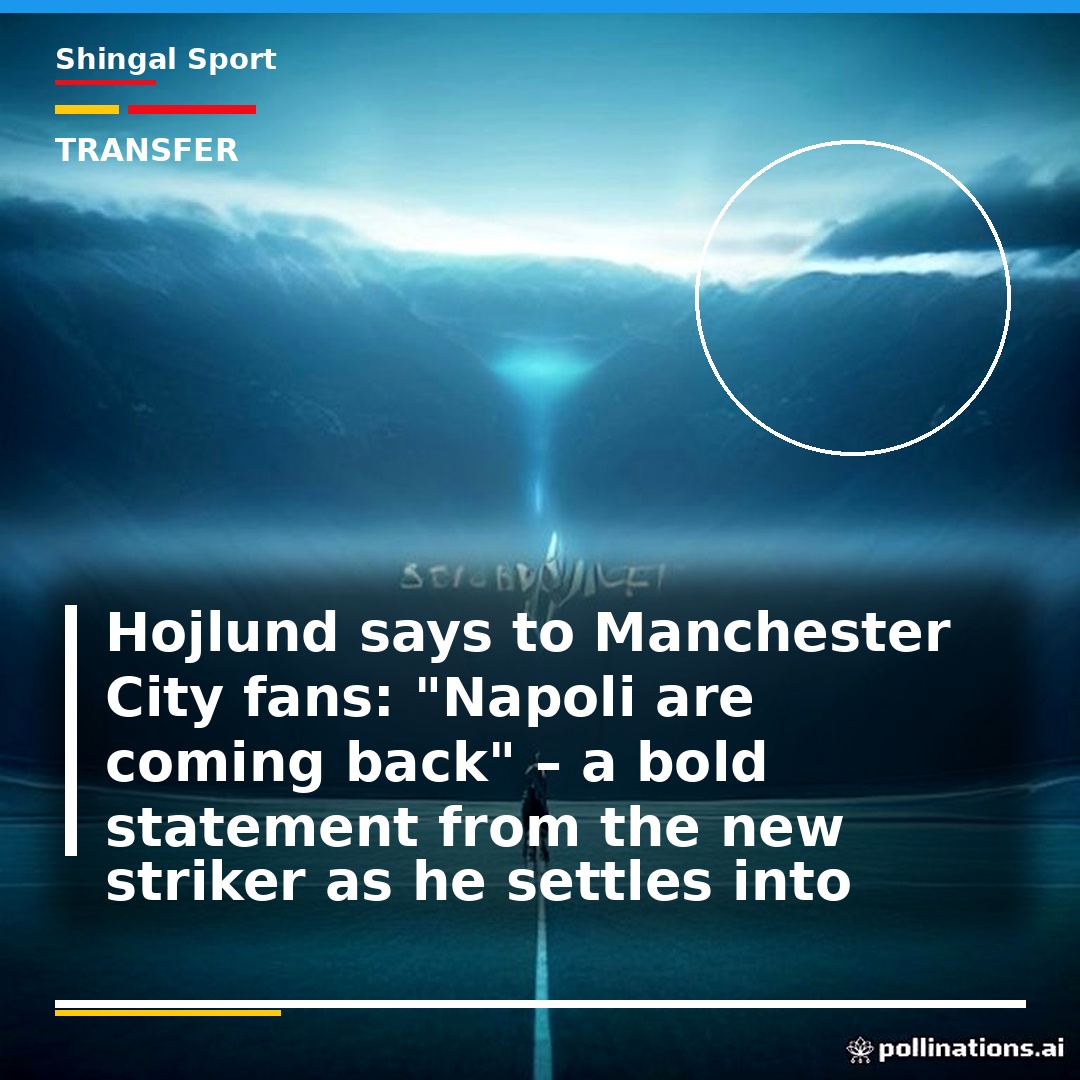 Shingal Sport
TRANSFER
Hojlund says to Manchester
City fans: "Napoli are
coming back" – a bold
statement from the new
striker as he settles into
pollinations.ai